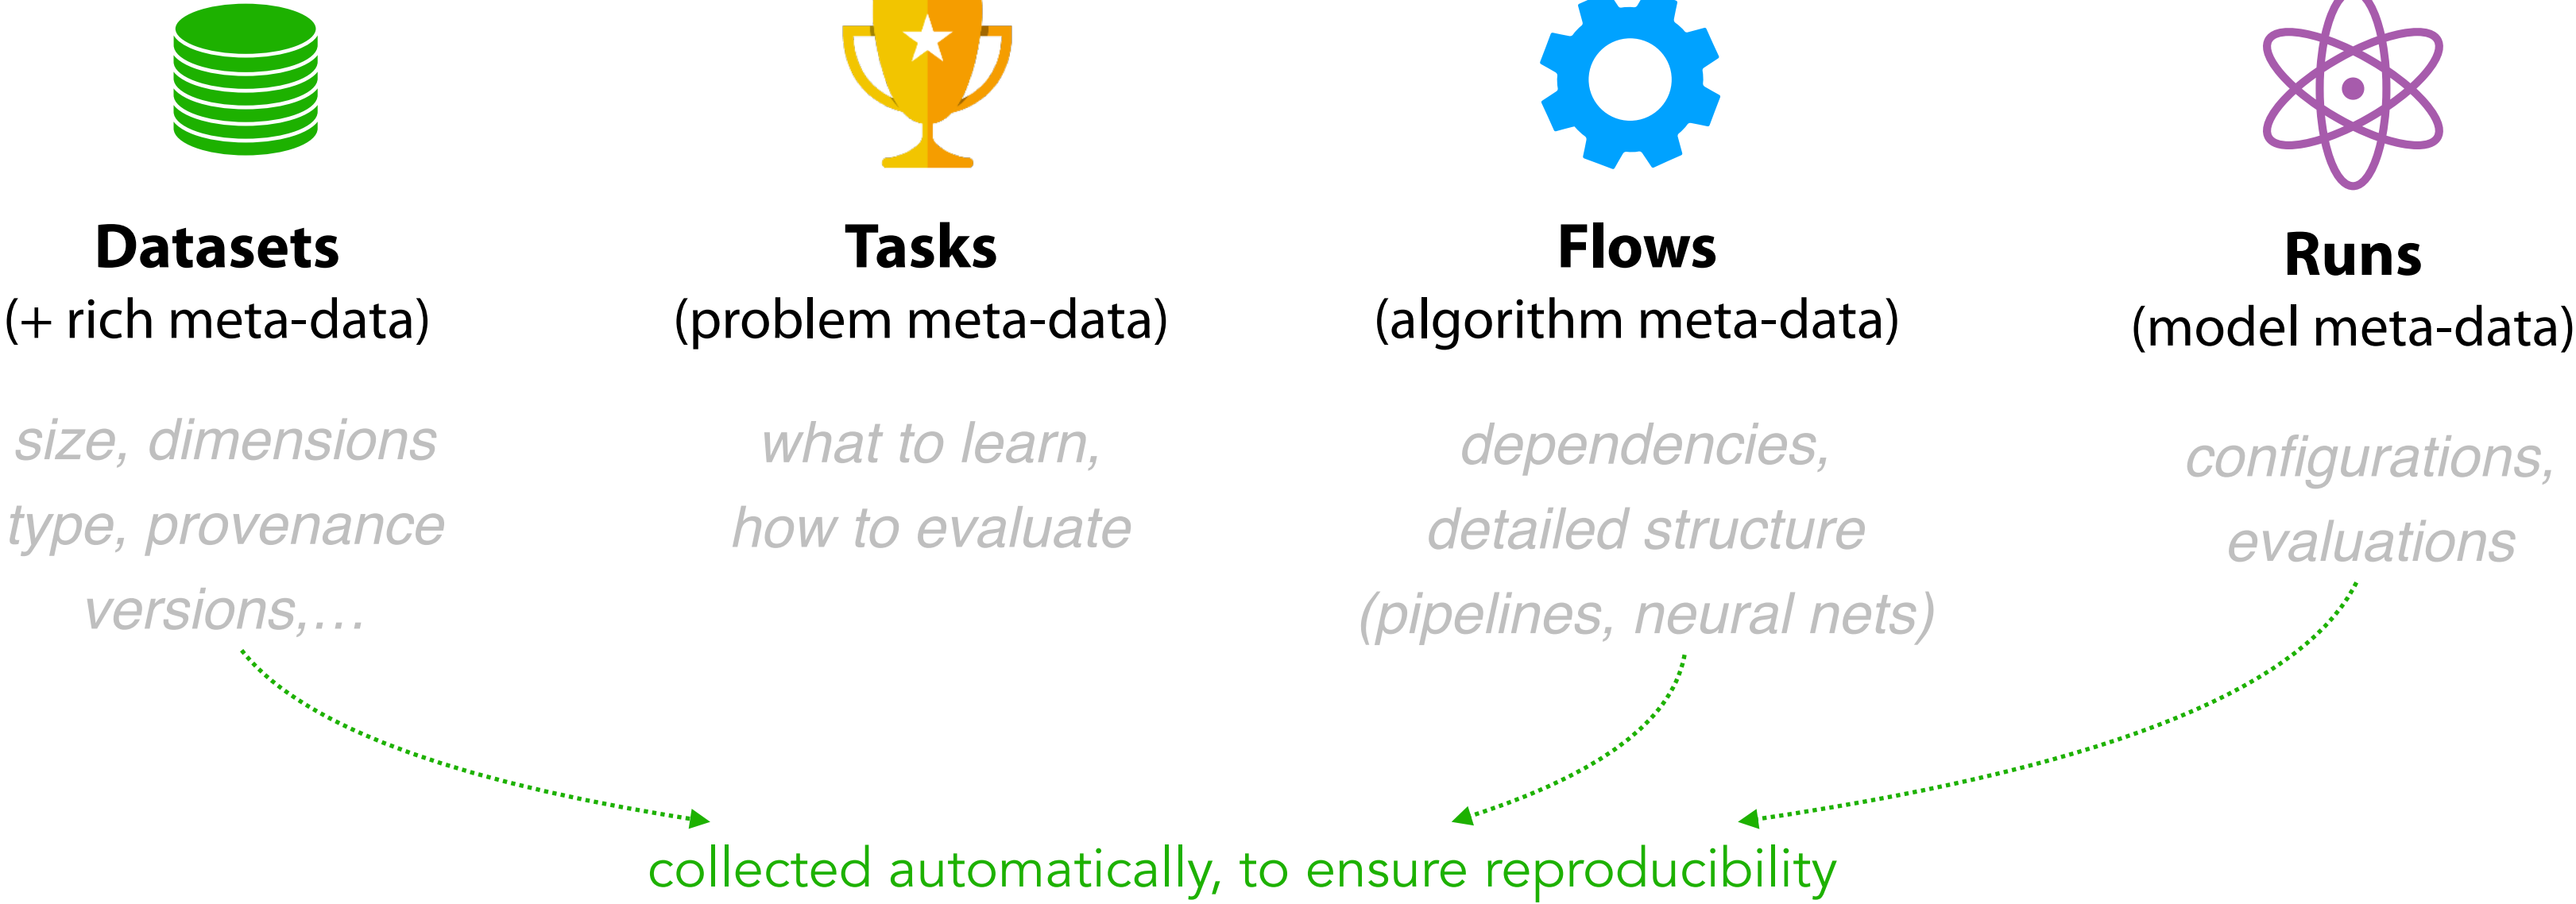 Datasets
(+ rich meta-data)
size, dimensions
type, provenance
versions,…
Tasks
(problem meta-data)
what to learn,
how to evaluate
Flows
(algorithm meta-data)
dependencies,
detailed structure
(pipelines, neural nets)
Runs
(model meta-data)
configurations,
evaluations
collected automatically, to ensure reproducibility